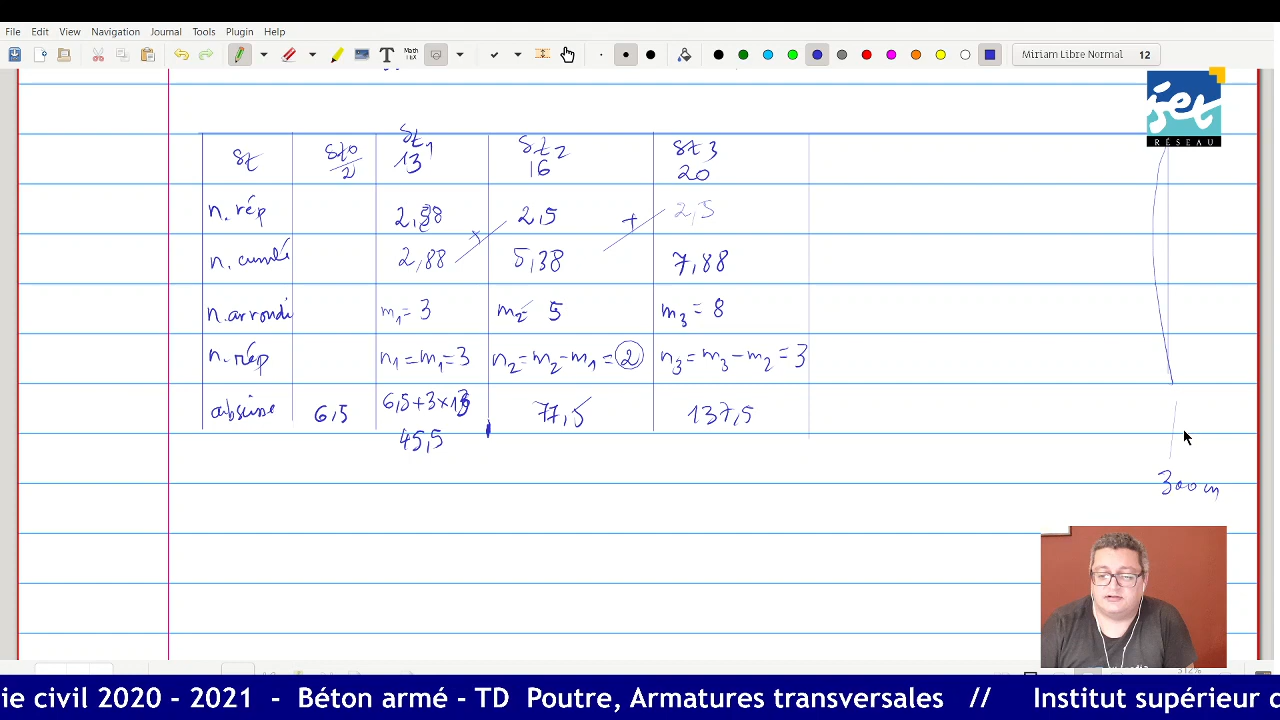 File Edit View Navigation Journal Tools Plugin Help
T Math LaTeX Miriam Libre Normal 12
iset
RÉSEAU
St St0/2 St1 13 St2 16 St3 20
n. rép 2,88 2,5 + 2,5
n. cumulé 2,88 + 5,38 7,88
n. arrondi m1 = 3 m2 = 5 m3 = 8
n. rép n1 = m1 = 3 n2 = m2 - m1 = 2 n3 = m3 - m2 = 3
abscisse 6,5 6,5 + 3 × 13 77,5 137,5
45,5
300 cm
ie civil 2020 - 2021 - Béton armé - TD Poutre, Armatures transversales // Institut supérieur d